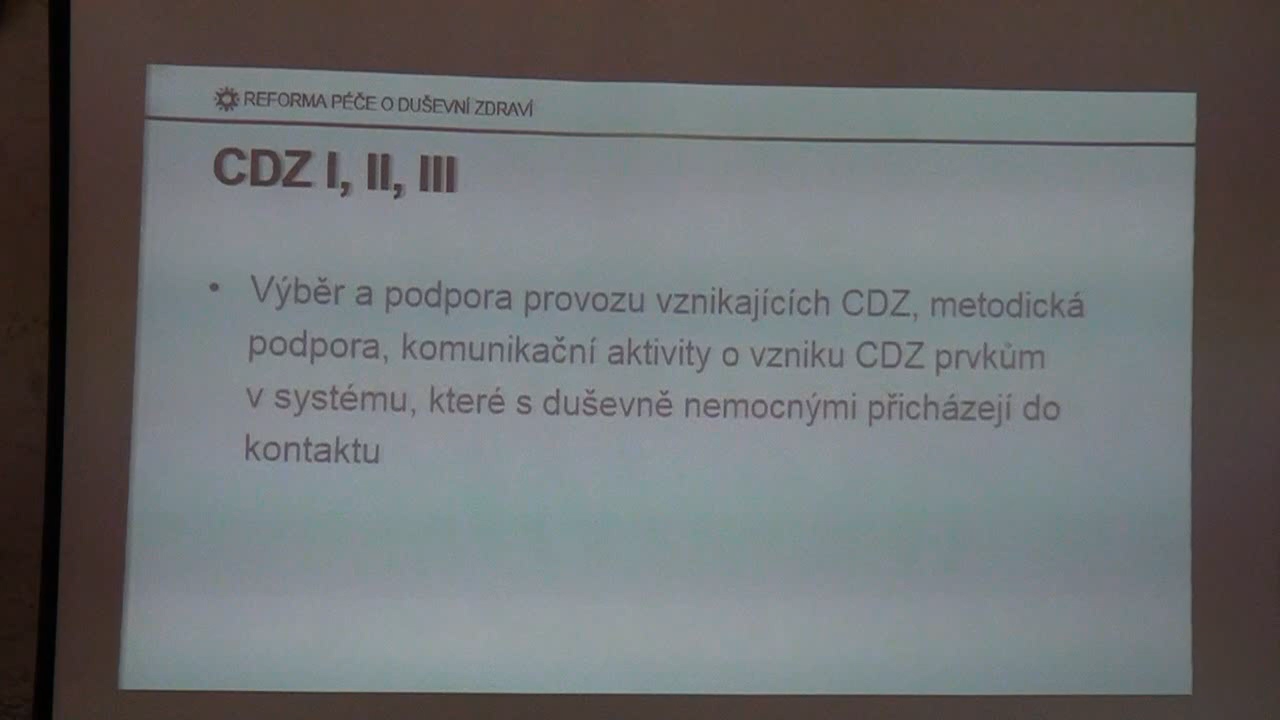 REFORMA PÉČE O DUŠEVNÍ ZDRAVÍ
CDZ I, II, III
• Výběr a podpora provozu vznikajících CDZ, metodická
podpora, komunikační aktivity o vzniku CDZ prvkům
v systému, které s duševně nemocnými přicházejí do
kontaktu